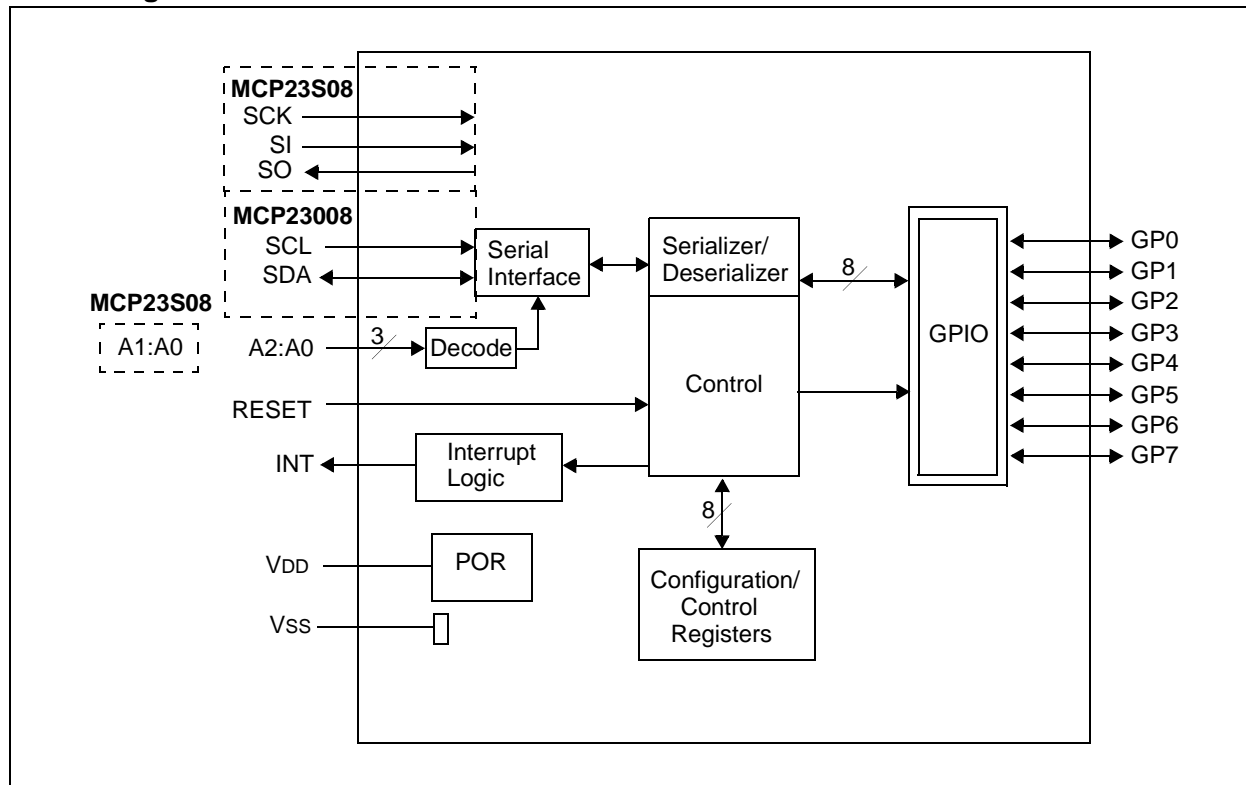 MCP23S08
SCK
SI
SO
MCP23008
SCL
SDA
MCP23S08
A1:A0
A2:A0
3
Decode
Serial
Interface
Serializer/
Deserializer
8
Control
GPIO
GP0
GP1
GP2
GP3
GP4
GP5
GP6
GP7
RESET
INT
Interrupt
Logic
8
VDD
POR
VSS
Configuration/
Control
Registers